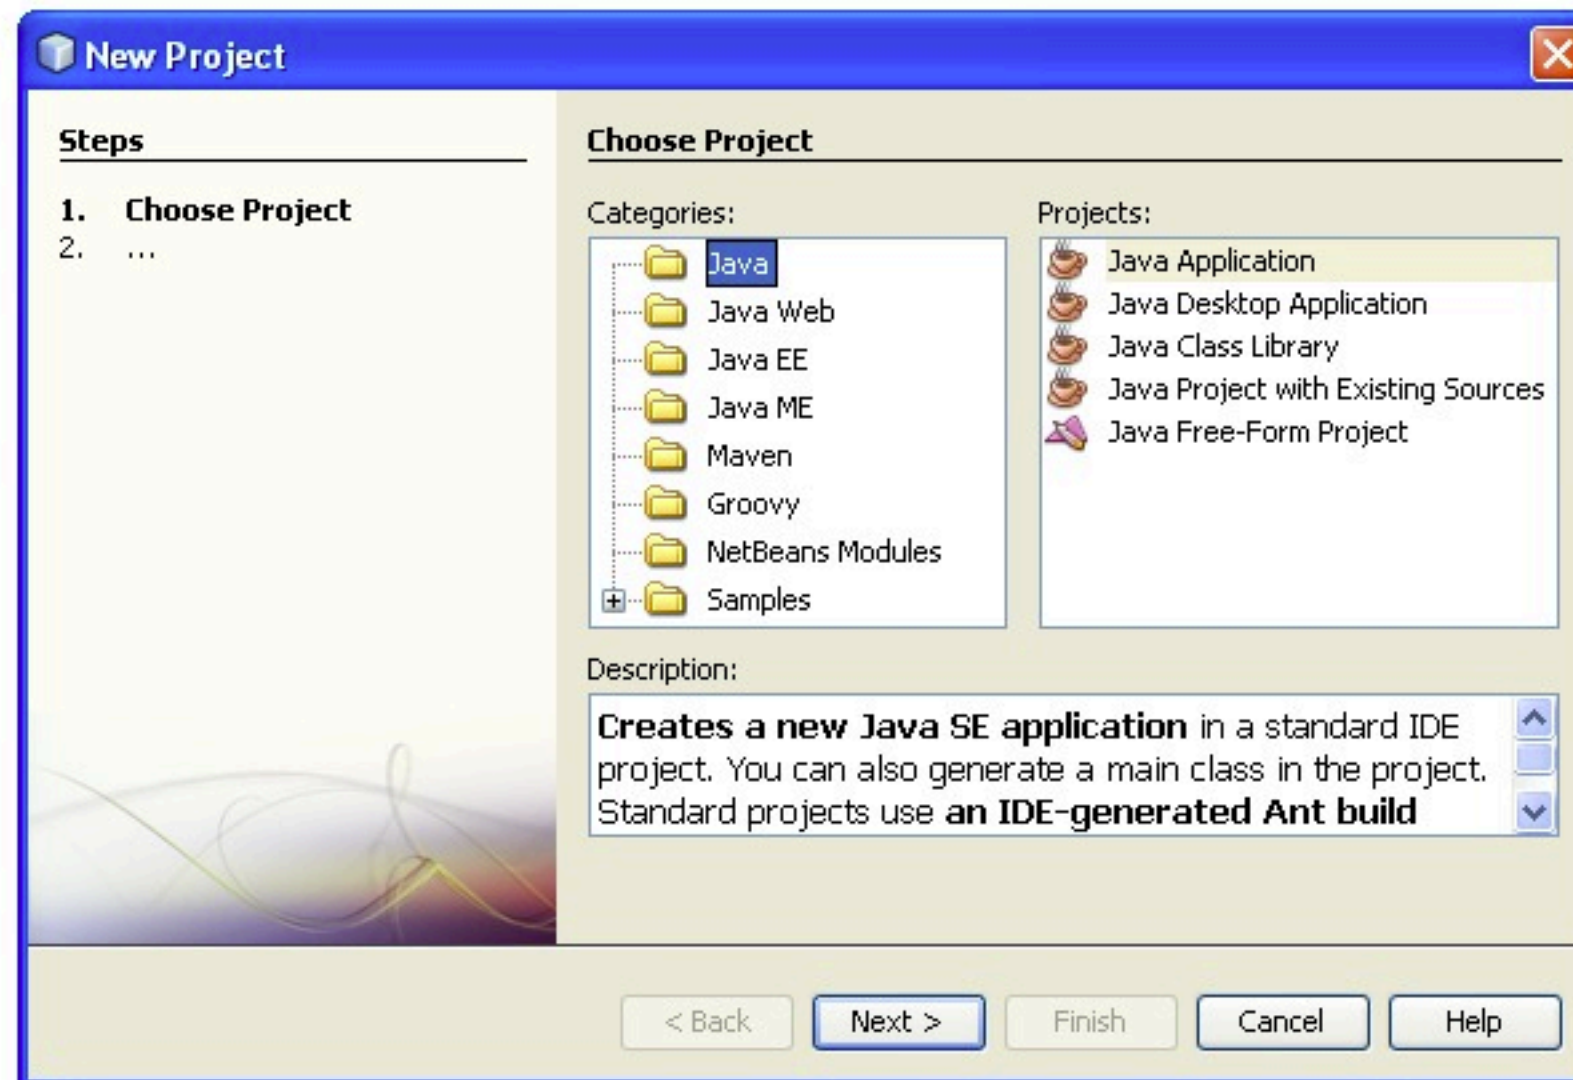 New Project
Steps
1. Choose Project
2. ...
Choose Project
Categories:
Java
Java Web
Java EE
Java ME
Maven
Groovy
NetBeans Modules
Samples
Projects:
Java Application
Java Desktop Application
Java Class Library
Java Project with Existing Sources
Java Free-Form Project
Description:
Creates a new Java SE application in a standard IDE
project. You can also generate a main class in the project.
Standard projects use an IDE-generated Ant build
< Back Next > Finish Cancel Help